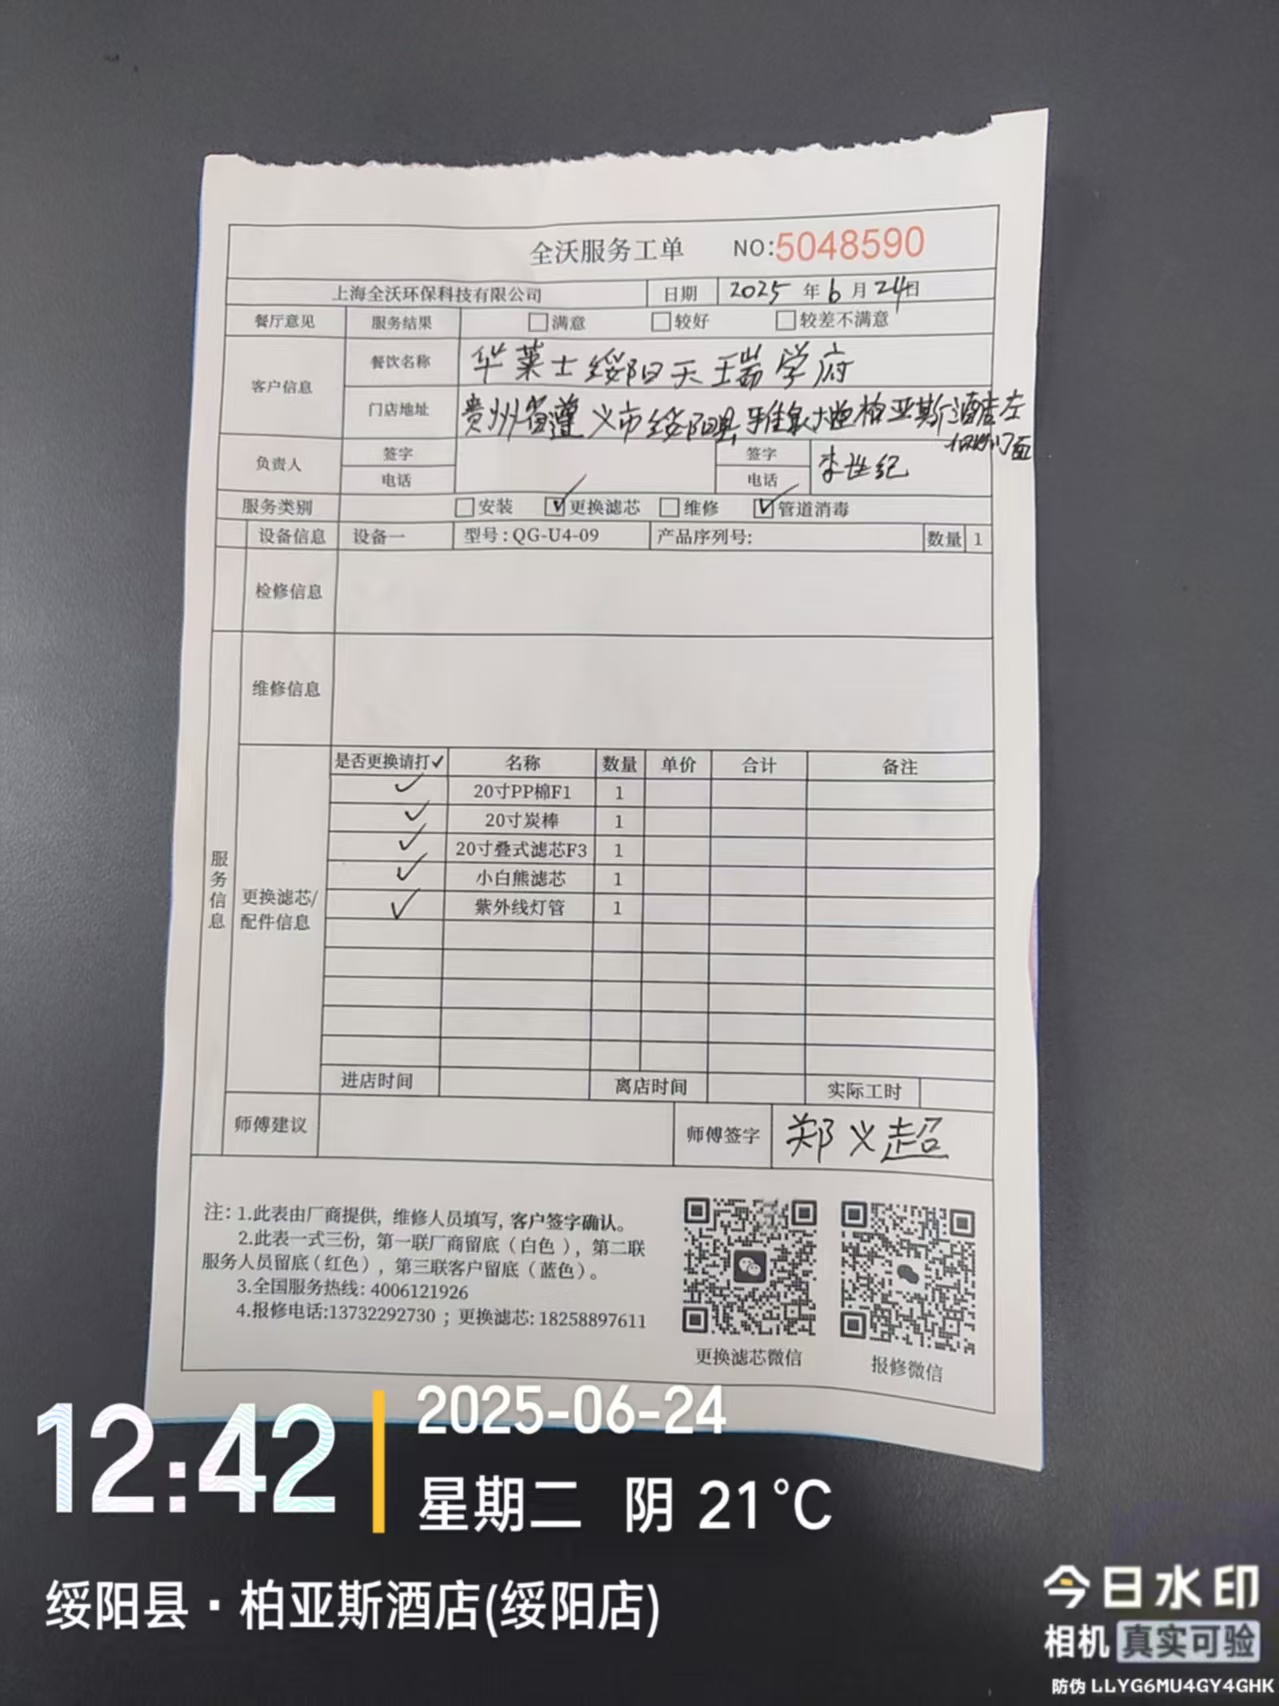 全沃服务工单 NO:5048590
上海全沃环保科技有限公司 日期 2025 年 6 月 24日
餐厅意见 服务结果 满意 较好 较差不满意
客户信息 餐饮名称 华莱士绥阳天瑞学府
门店地址 贵州省遵义市绥阳县 柏亚斯酒店左
门面
负责人 签字 签字 李世纪
电话 电话
服务类别 安装 ✓更换滤芯 维修 ✓管道消毒
设备信息 设备一 型号:QG-U4-09 产品序列号: 数量 1
检修信息
维修信息
服务信息
更换滤芯/配件信息
是否更换请打✓ 名称 数量 单价 合计 备注
✓ 20寸PP棉F1 1
✓ 20寸炭棒 1
✓ 20寸叠式滤芯F3 1
✓ 小白熊滤芯 1
✓ 紫外线灯管 1
进店时间 离店时间 实际工时
师傅建议 师傅签字 郑义超
注: 1.此表由厂商提供, 维修人员填写, 客户签字确认。
2.此表一式三份, 第一联厂商留底(白色), 第二联
服务人员留底(红色), 第三联客户留底(蓝色)。
3.全国服务热线: 4006121926
4.报修电话:13732292730 ; 更换滤芯: 18258897611
更换滤芯微信 报修微信
12:42 2025-06-24
星期二 阴 21°C
绥阳县·柏亚斯酒店(绥阳店)
今日水印
相机 真实可验
防伪 LLYG6MU4GY4GHK